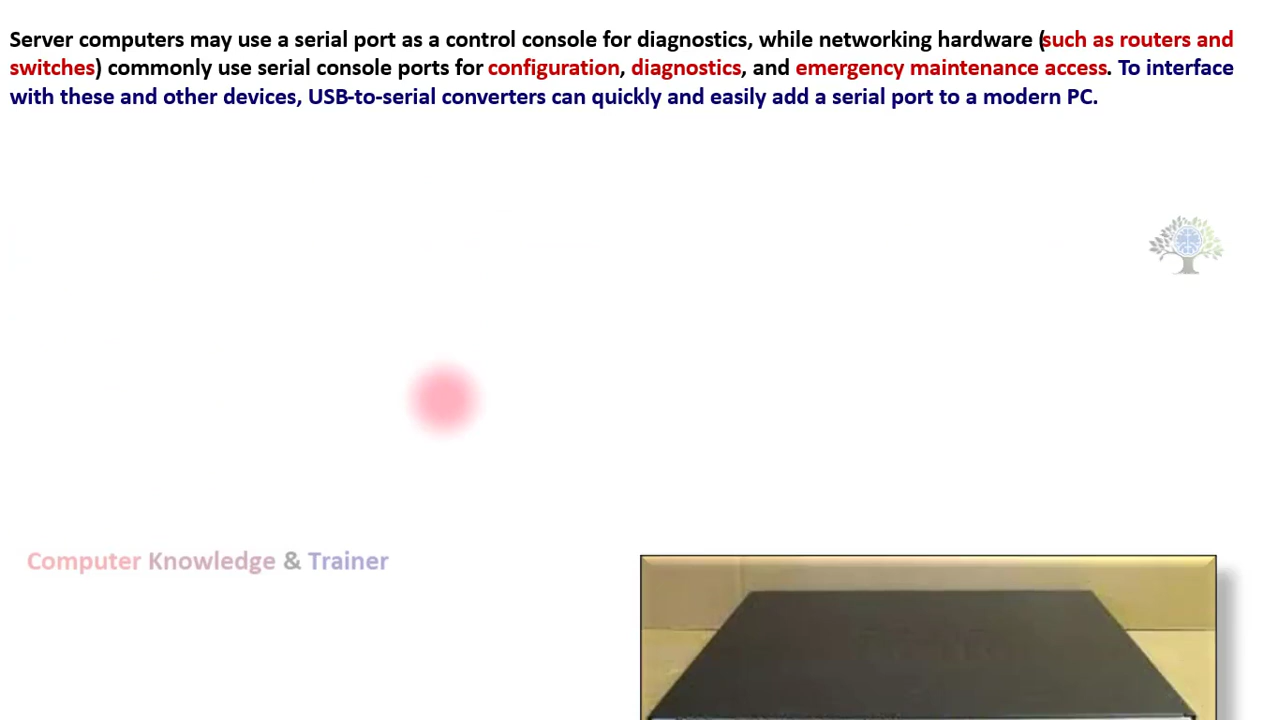 Server computers may use a serial port as a control console for diagnostics, while networking hardware (such as routers and
switches) commonly use serial console ports for configuration, diagnostics, and emergency maintenance access. To interface
with these and other devices, USB-to-serial converters can quickly and easily add a serial port to a modern PC.
Computer Knowledge & Trainer